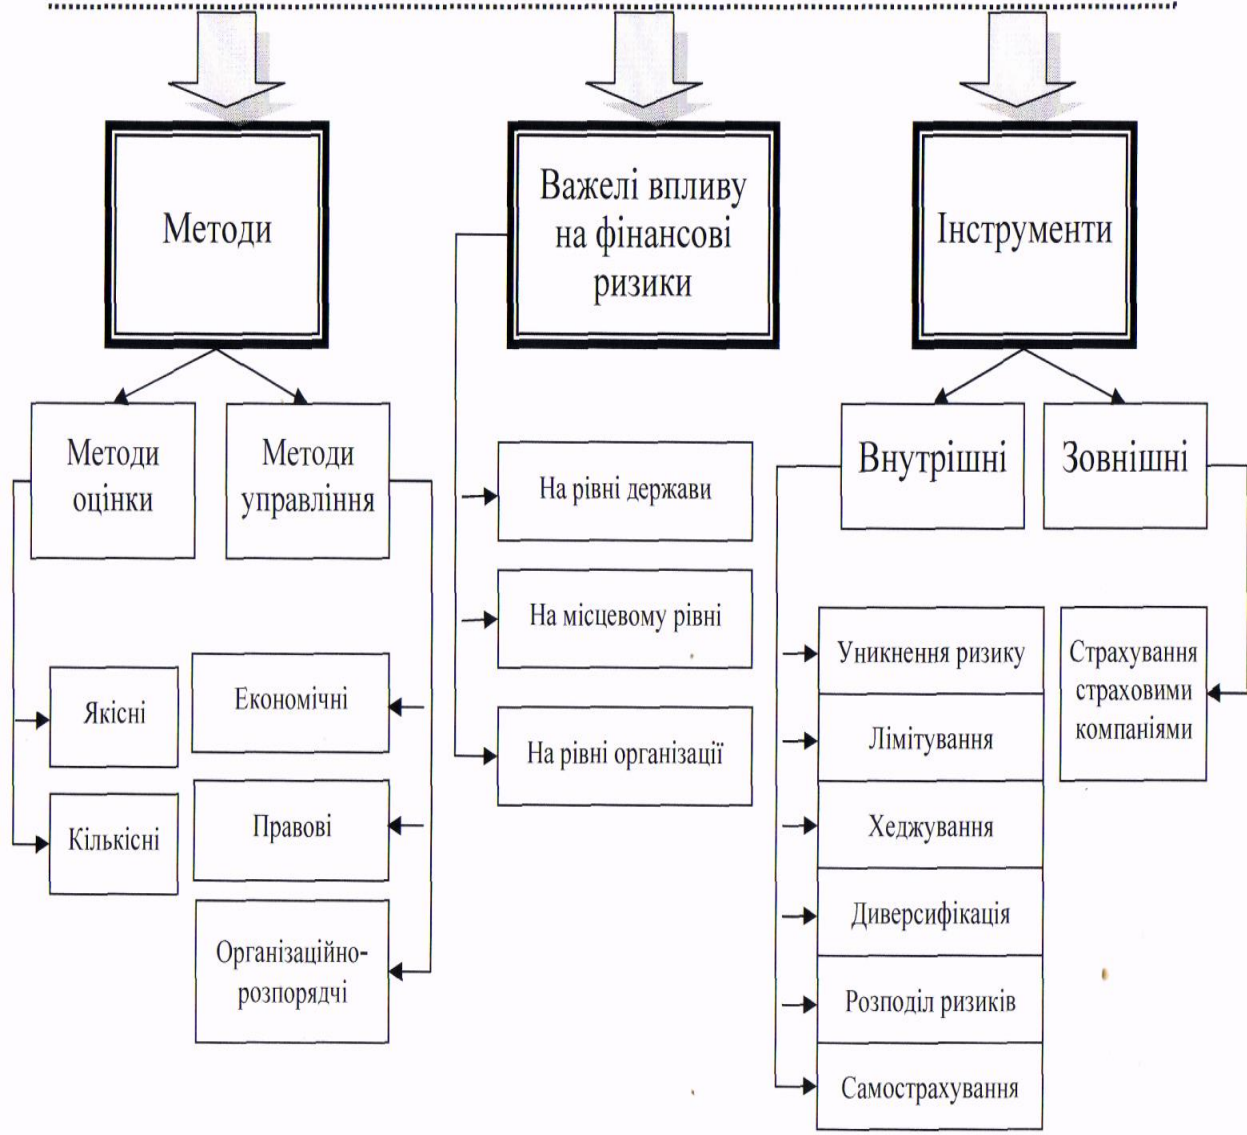 Методи
Важелі впливу
на фінансові
ризики
Інструменти
Методи
оцінки
Методи
управління
Якісні
Кількісні
Економічні
Правові
Організаційно-
розпорядчі
На рівні держави
На місцевому рівні
На рівні організації
Внутрішні
Зовнішні
Уникнення ризику
Лімітування
Хеджування
Диверсифікація
Розподіл ризиків
Самострахування
Страхування
страховими
компаніями